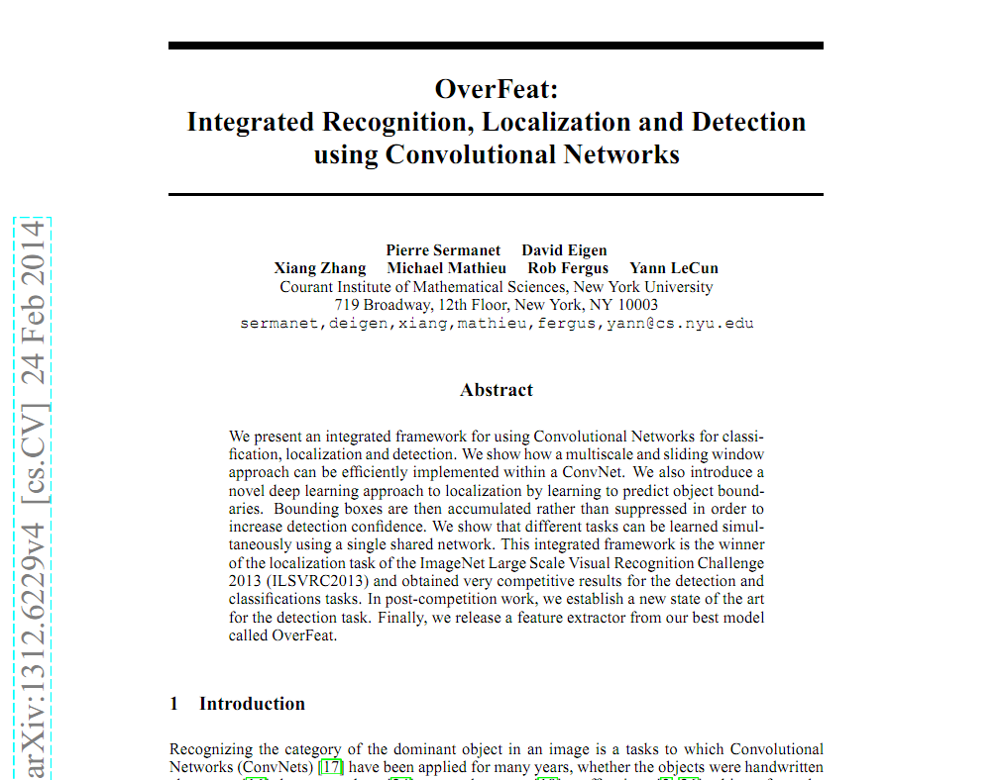 OverFeat:
Integrated Recognition, Localization and Detection
using Convolutional Networks
Pierre Sermanet David Eigen
Xiang Zhang Michael Mathieu Rob Fergus Yann LeCun
Courant Institute of Mathematical Sciences, New York University
719 Broadway, 12th Floor, New York, NY 10003
sermanet,deigen,xiang,mathieu,fergus,yann@cs.nyu.edu
Abstract
We present an integrated framework for using Convolutional Networks for classi-
fication, localization and detection. We show how a multiscale and sliding window
approach can be efficiently implemented within a ConvNet. We also introduce a
novel deep learning approach to localization by learning to predict object bound-
aries. Bounding boxes are then accumulated rather than suppressed in order to
increase detection confidence. We show that different tasks can be learned simul-
taneously using a single shared network. This integrated framework is the winner
of the localization task of the ImageNet Large Scale Visual Recognition Challenge
2013 (ILSVRC2013) and obtained very competitive results for the detection and
classifications tasks. In post-competition work, we establish a new state of the art
for the detection task. Finally, we release a feature extractor from our best model
called OverFeat.
1 Introduction
Recognizing the category of the dominant object in an image is a tasks to which Convolutional
Networks (ConvNets) [17] have been applied for many years, whether the objects were handwritten
arXiv:1312.6229v4 [cs.CV] 24 Feb 2014